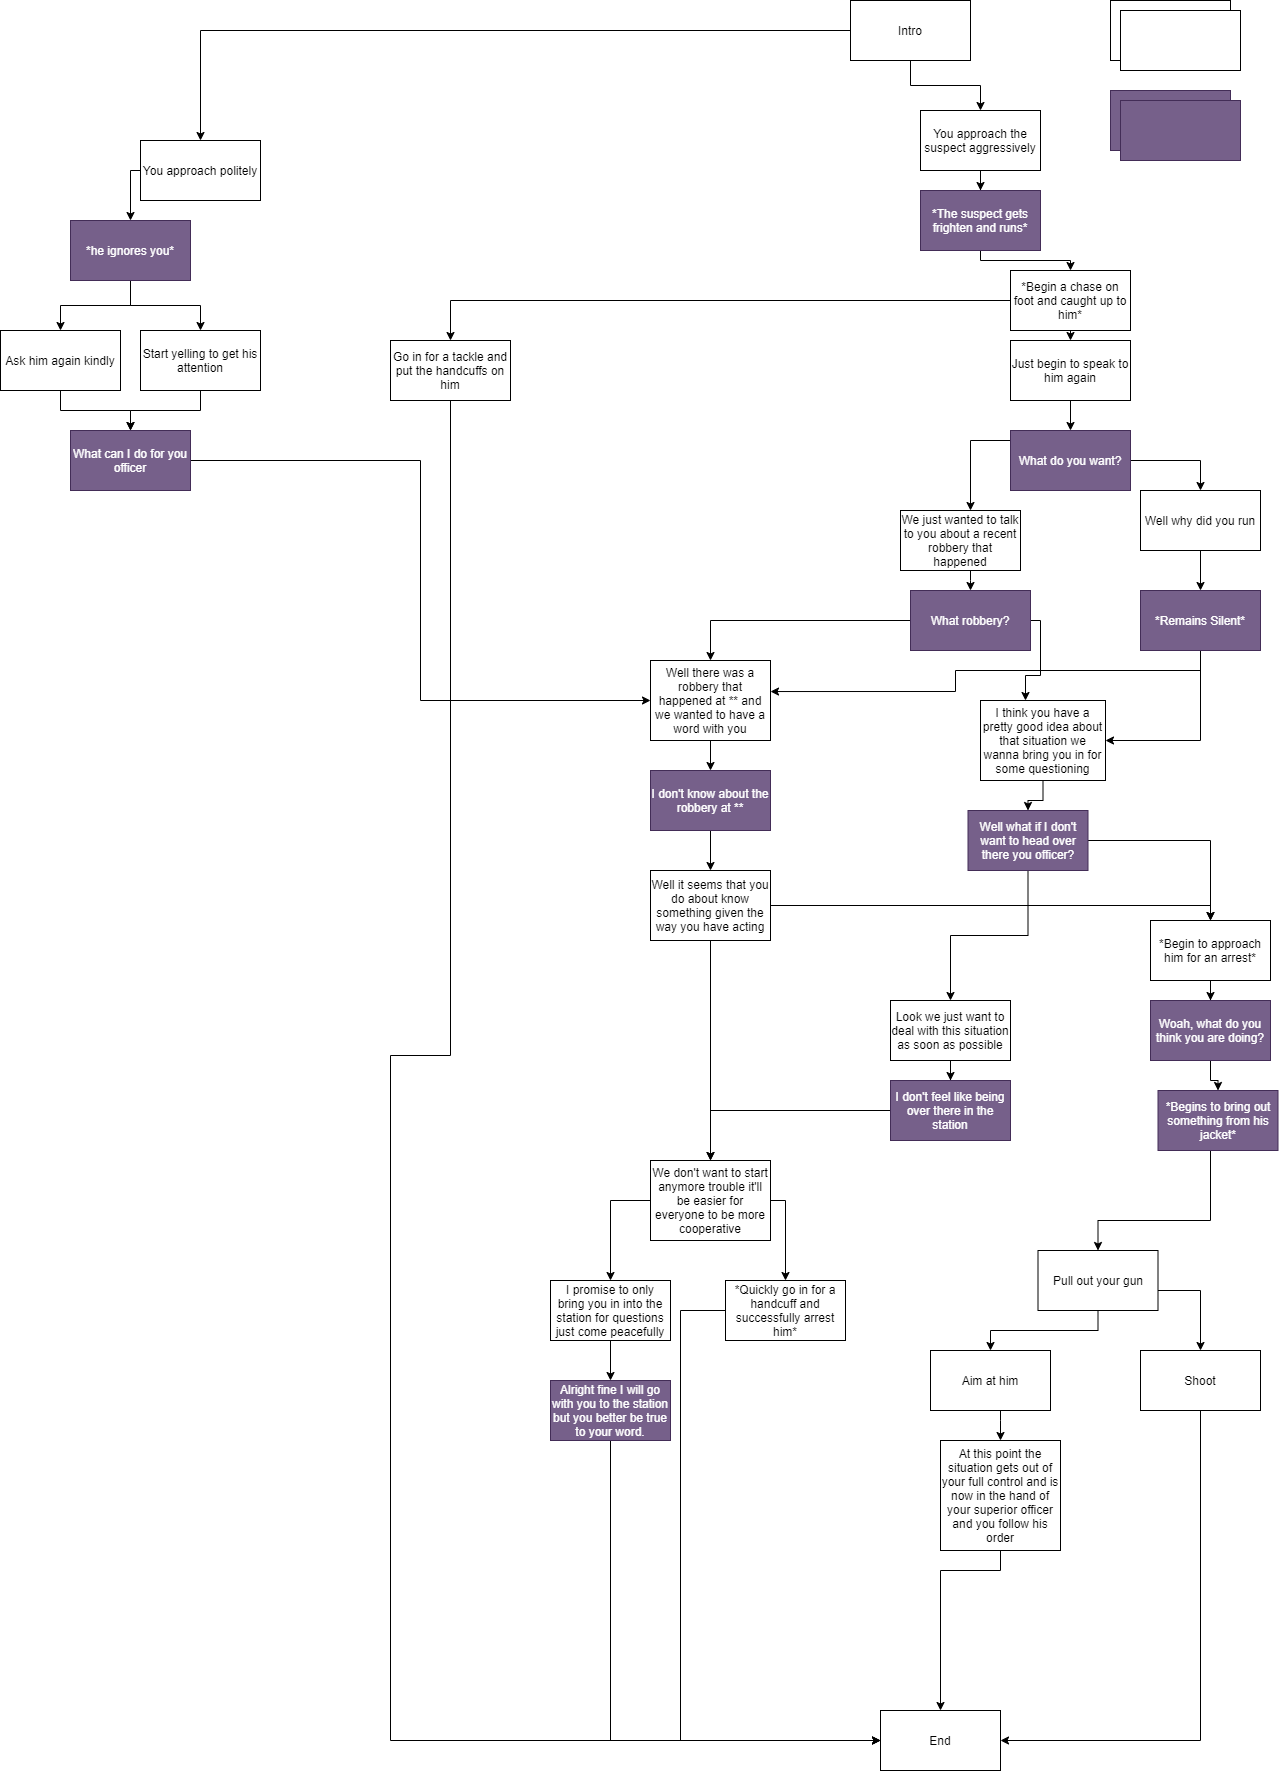 Intro
You approach the
suspect aggressively
You approach politely
*The suspect gets
frighten and runs*
*he ignores you*
*Begin a chase on
foot and caught up to
him*
Ask him again kindly
Start yelling to get his
attention
Go in for a tackle and
put the handcuffs on
him
Just begin to speak to
him again
What can I do for you
officer
What do you want?
We just wanted to talk
to you about a recent
robbery that
happened
Well why did you run
What robbery?
*Remains Silent*
Well there was a
robbery that
happened at ** and
we wanted to have a
word with you
I think you have a
pretty good idea about
that situation we
wanna bring you in for
some questioning
I don't know about the
robbery at **
Well what if I don't
want to head over
there you officer?
Well it seems that you
do about know
something given the
way you have acting
*Begin to approach
him for an arrest*
Look we just want to
deal with this situation
as soon as possible
Woah, what do you
think you are doing?
I don't feel like being
over there in the
station
*Begins to bring out
something from his
jacket*
We don't want to start
anymore trouble it'll
be easier for
everyone to be more
cooperative
Pull out your gun
I promise to only
bring you in into the
station for questions
just come peacefully
*Quickly go in for a
handcuff and
successfully arrest
him*
Aim at him
Shoot
Alright fine I will go
with you to the station
but you better be true
to your word.
At this point the
situation gets out of
your full control and is
now in the hand of
your superior officer
and you follow his
order
End